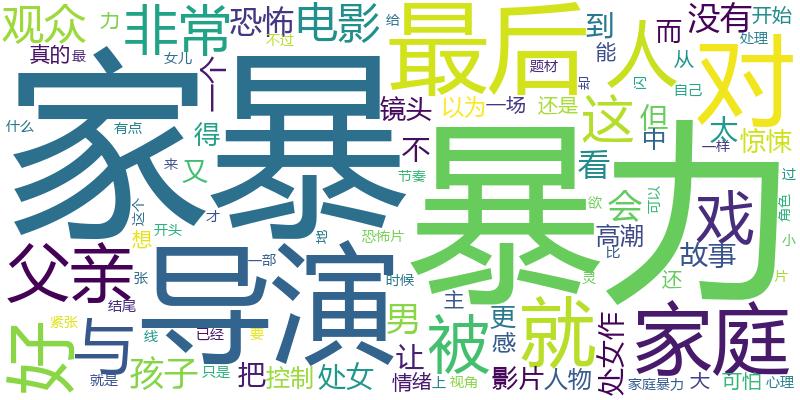 观众 力 非常 恐怖 电影 最后 到 人 而 没有 开始
真的 最 女儿 一个 给 不过 能 题材 却 从 处理
家暴 对 自己
镜头 以为 一场 还是 这 但 中 太 惊悚
什么 有点 得 不 暴力 看 一样
来 又 节奏 欲 会 可以 戏 过
这个 才 角色
父亲 想 开头 恐怖片 高潮 比 故事 小
导演 一部 时候 灵 还 片
张 结尾 主 更
好 与 紧张 线 已经 要 男 被 感 就 处女作 家庭
就是 孩子 只是 把 控制 处女 让 情绪 上 视角 影片 人物 家庭暴力 大 可怕 心理